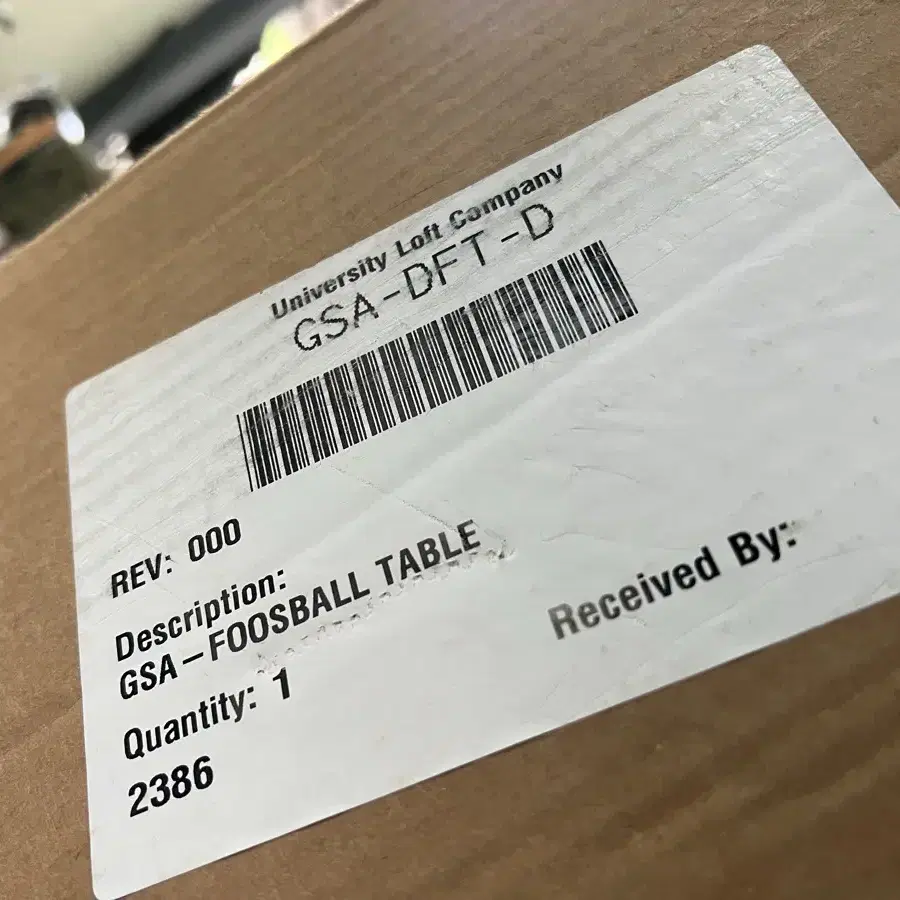 University Loft Company
GSA-DFT-D
REV: 000
Description:
GSA-FOOSBALL TABLE
Quantity: 1
Received By:
2386